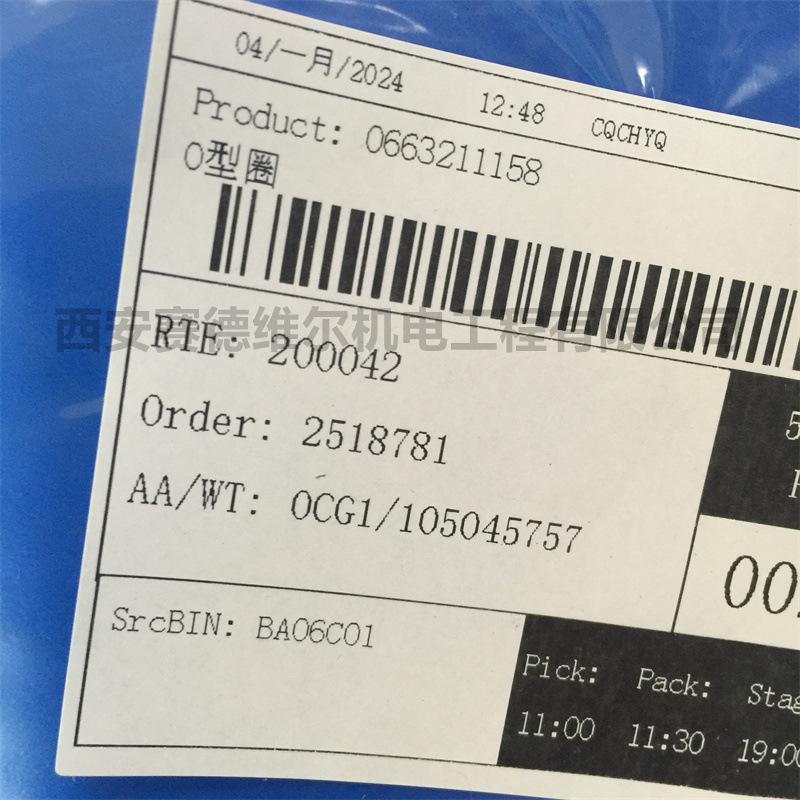 04/一月/2024 12:48 CQCHYQ
Product: 0663211158
O型圈
西安赛德维尔机电工程有限公司
RTE: 200042
Order: 2518781
AA/WT: OCG1/105045757
SrcBIN: BA06C01
Pick: Pack:
11:00 11:30